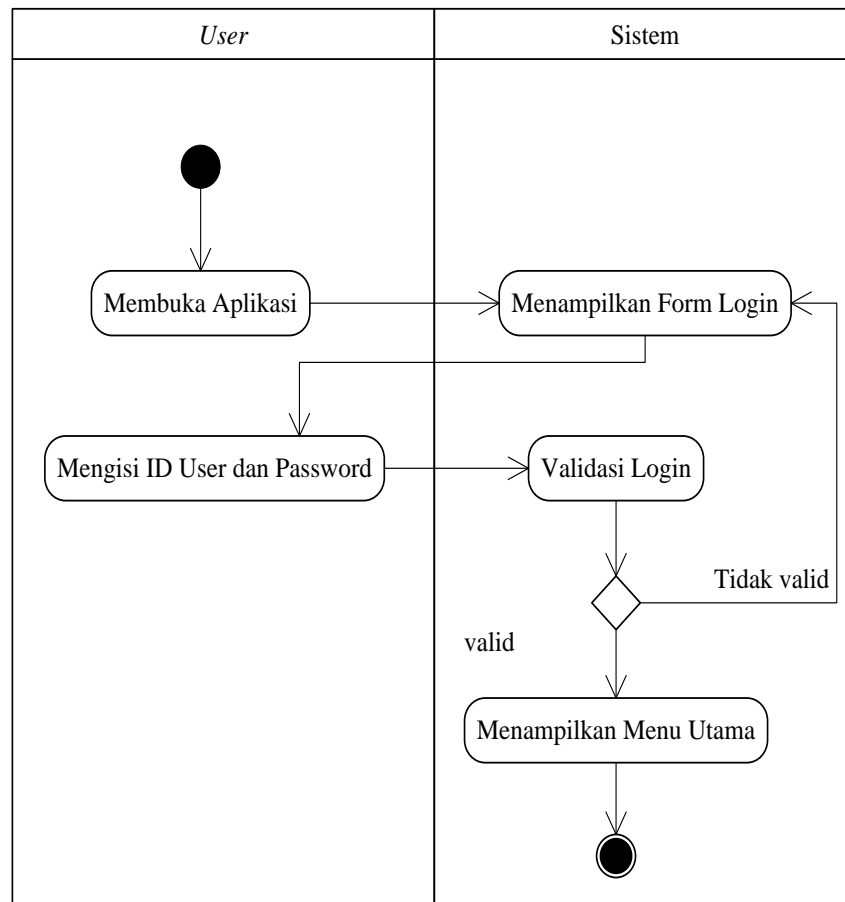 User
Sistem
Membuka Aplikasi
Menampilkan Form Login
Mengisi ID User dan Password
Validasi Login
Tidak valid
valid
Menampilkan Menu Utama